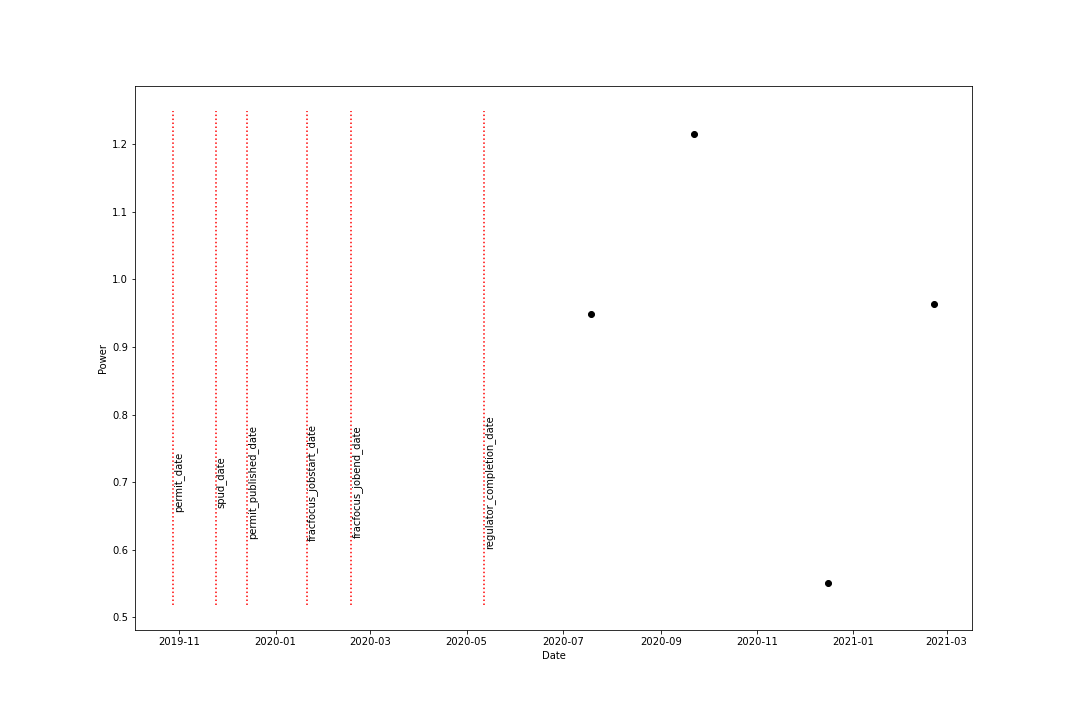 1.2
1.1
1.0
0.9
0.8
0.7
0.6
0.5
Power
permit_date
spud_date
permit_published_date
fracfocus_jobstart_date
fracfocus_jobend_date
regulator_completion_date
2019-11
2020-01
2020-03
2020-05
2020-07
2020-09
2020-11
2021-01
2021-03
Date